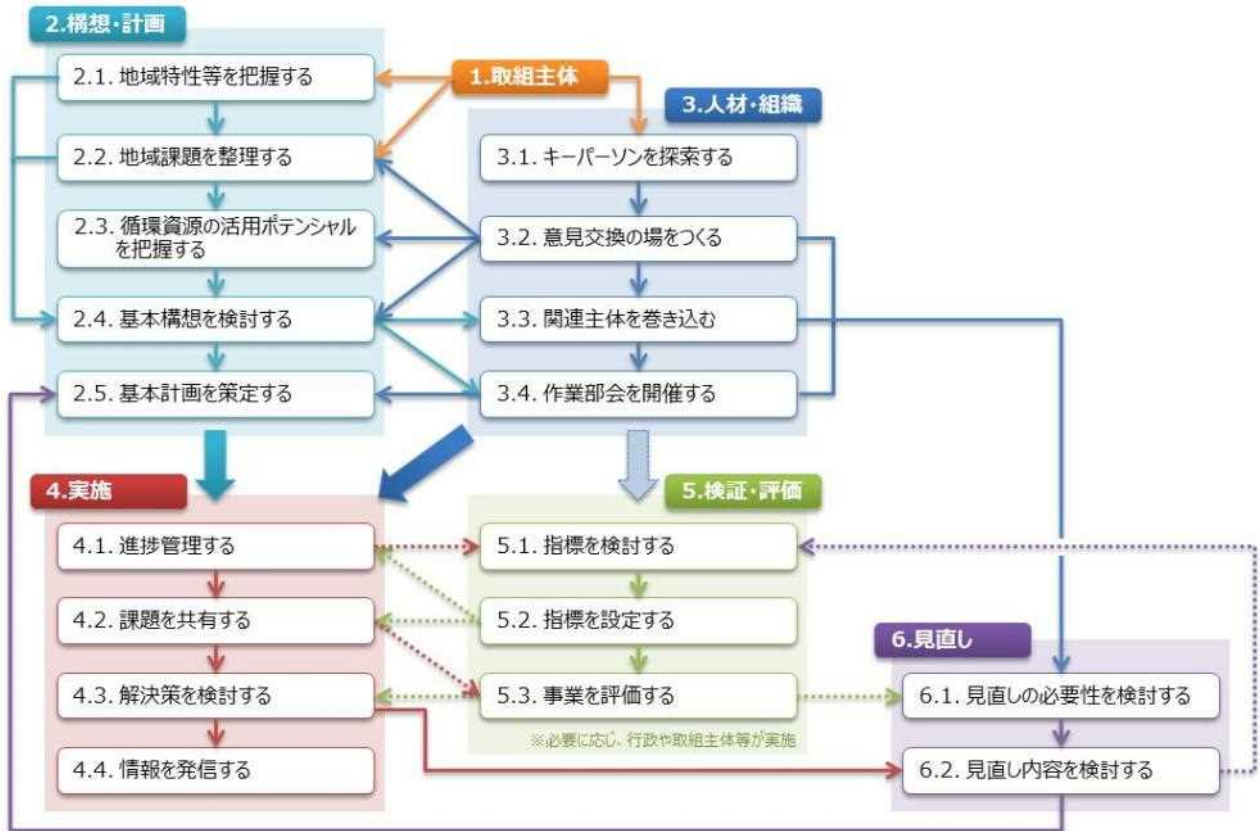 2.構想・計画
2.1. 地域特性等を把握する
2.2. 地域課題を整理する
2.3. 循環資源の活用ポテンシャル
を把握する
2.4. 基本構想を検討する
2.5. 基本計画を策定する
1.取組主体
3.人材・組織
3.1. キーパーソンを探索する
3.2. 意見交換の場をつくる
3.3. 関連主体を巻き込む
3.4. 作業部会を開催する
4.実施
4.1. 進捗管理する
4.2. 課題を共有する
4.3. 解決策を検討する
4.4. 情報を発信する
5.検証・評価
5.1. 指標を検討する
5.2. 指標を設定する
5.3. 事業を評価する
※必要に応じ、行政や取組主体等が実施
6.見直し
6.1. 見直しの必要性を検討する
6.2. 見直し内容を検討する